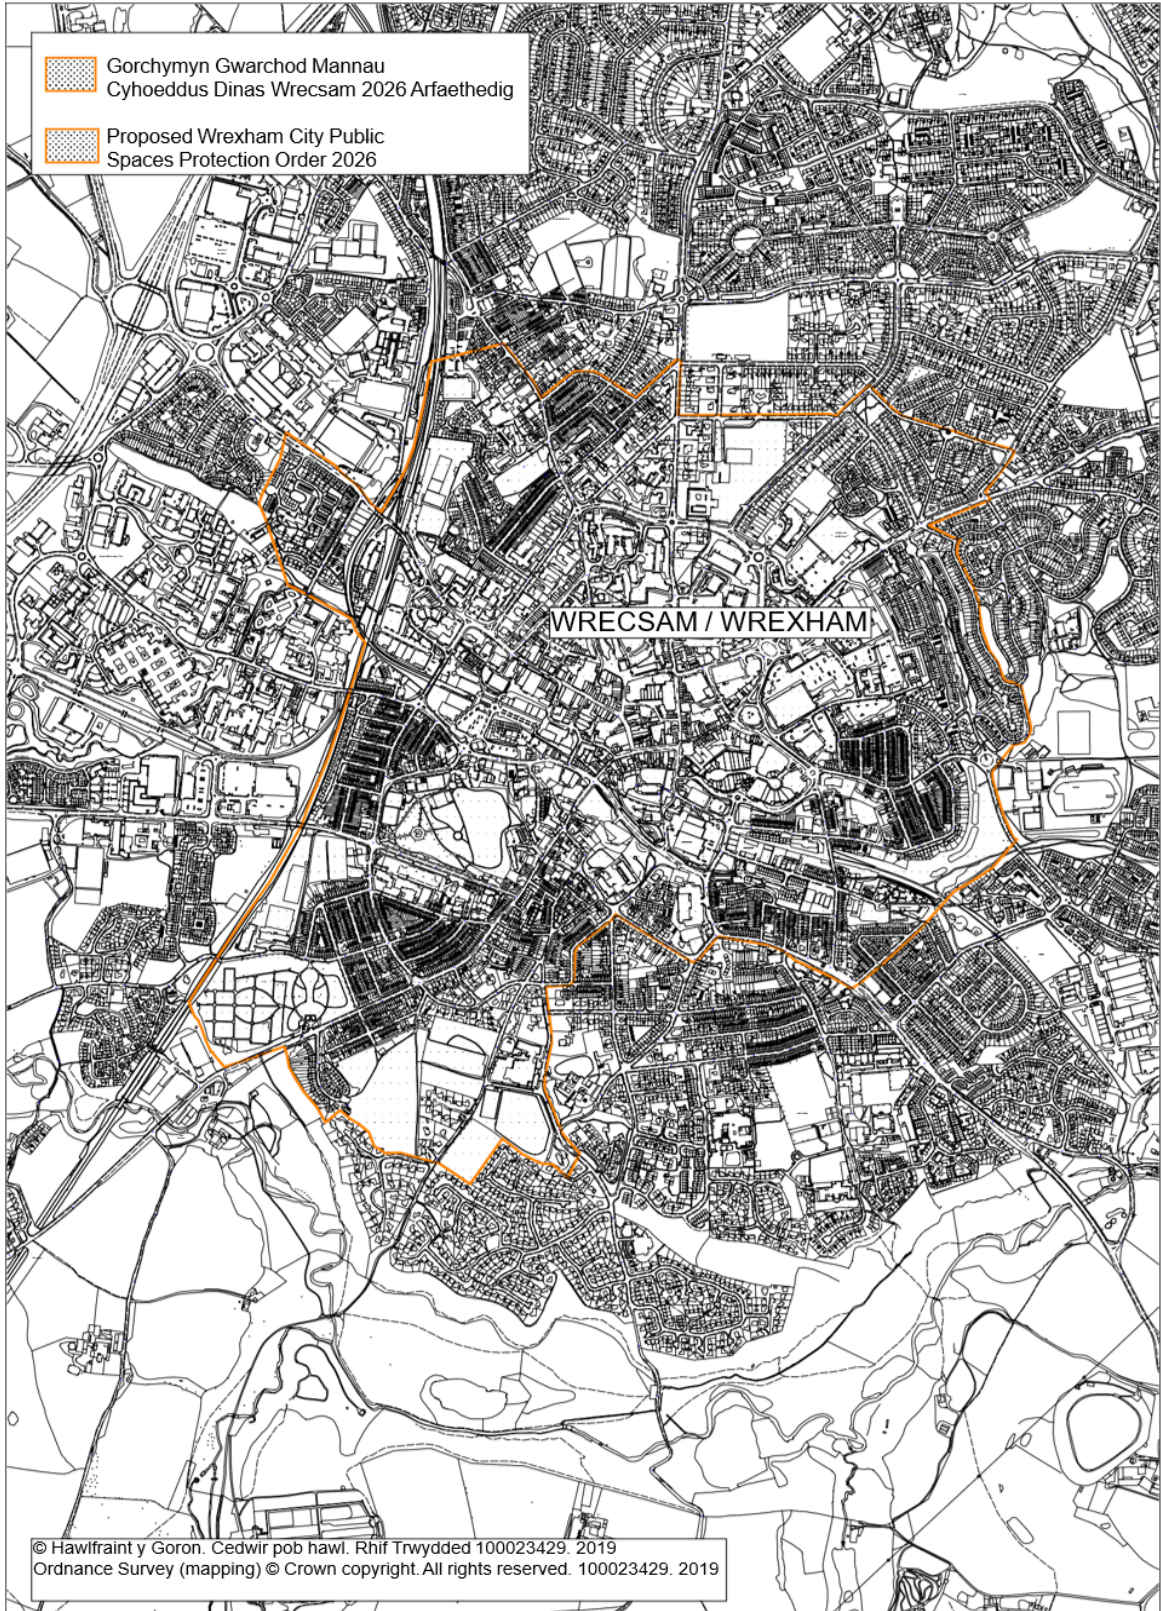 Gorchymyn Gwarchod Mannau
Cyhoeddus Dinas Wrecsam 2026 Arfaethedig
Proposed Wrexham City Public
Spaces Protection Order 2026
WRECSAM / WREXHAM
© Hawlfraint y Goron. Cedwir pob hawl. Rhif Trwydded 100023429. 2019
Ordnance Survey (mapping) © Crown copyright. All rights reserved. 100023429. 2019